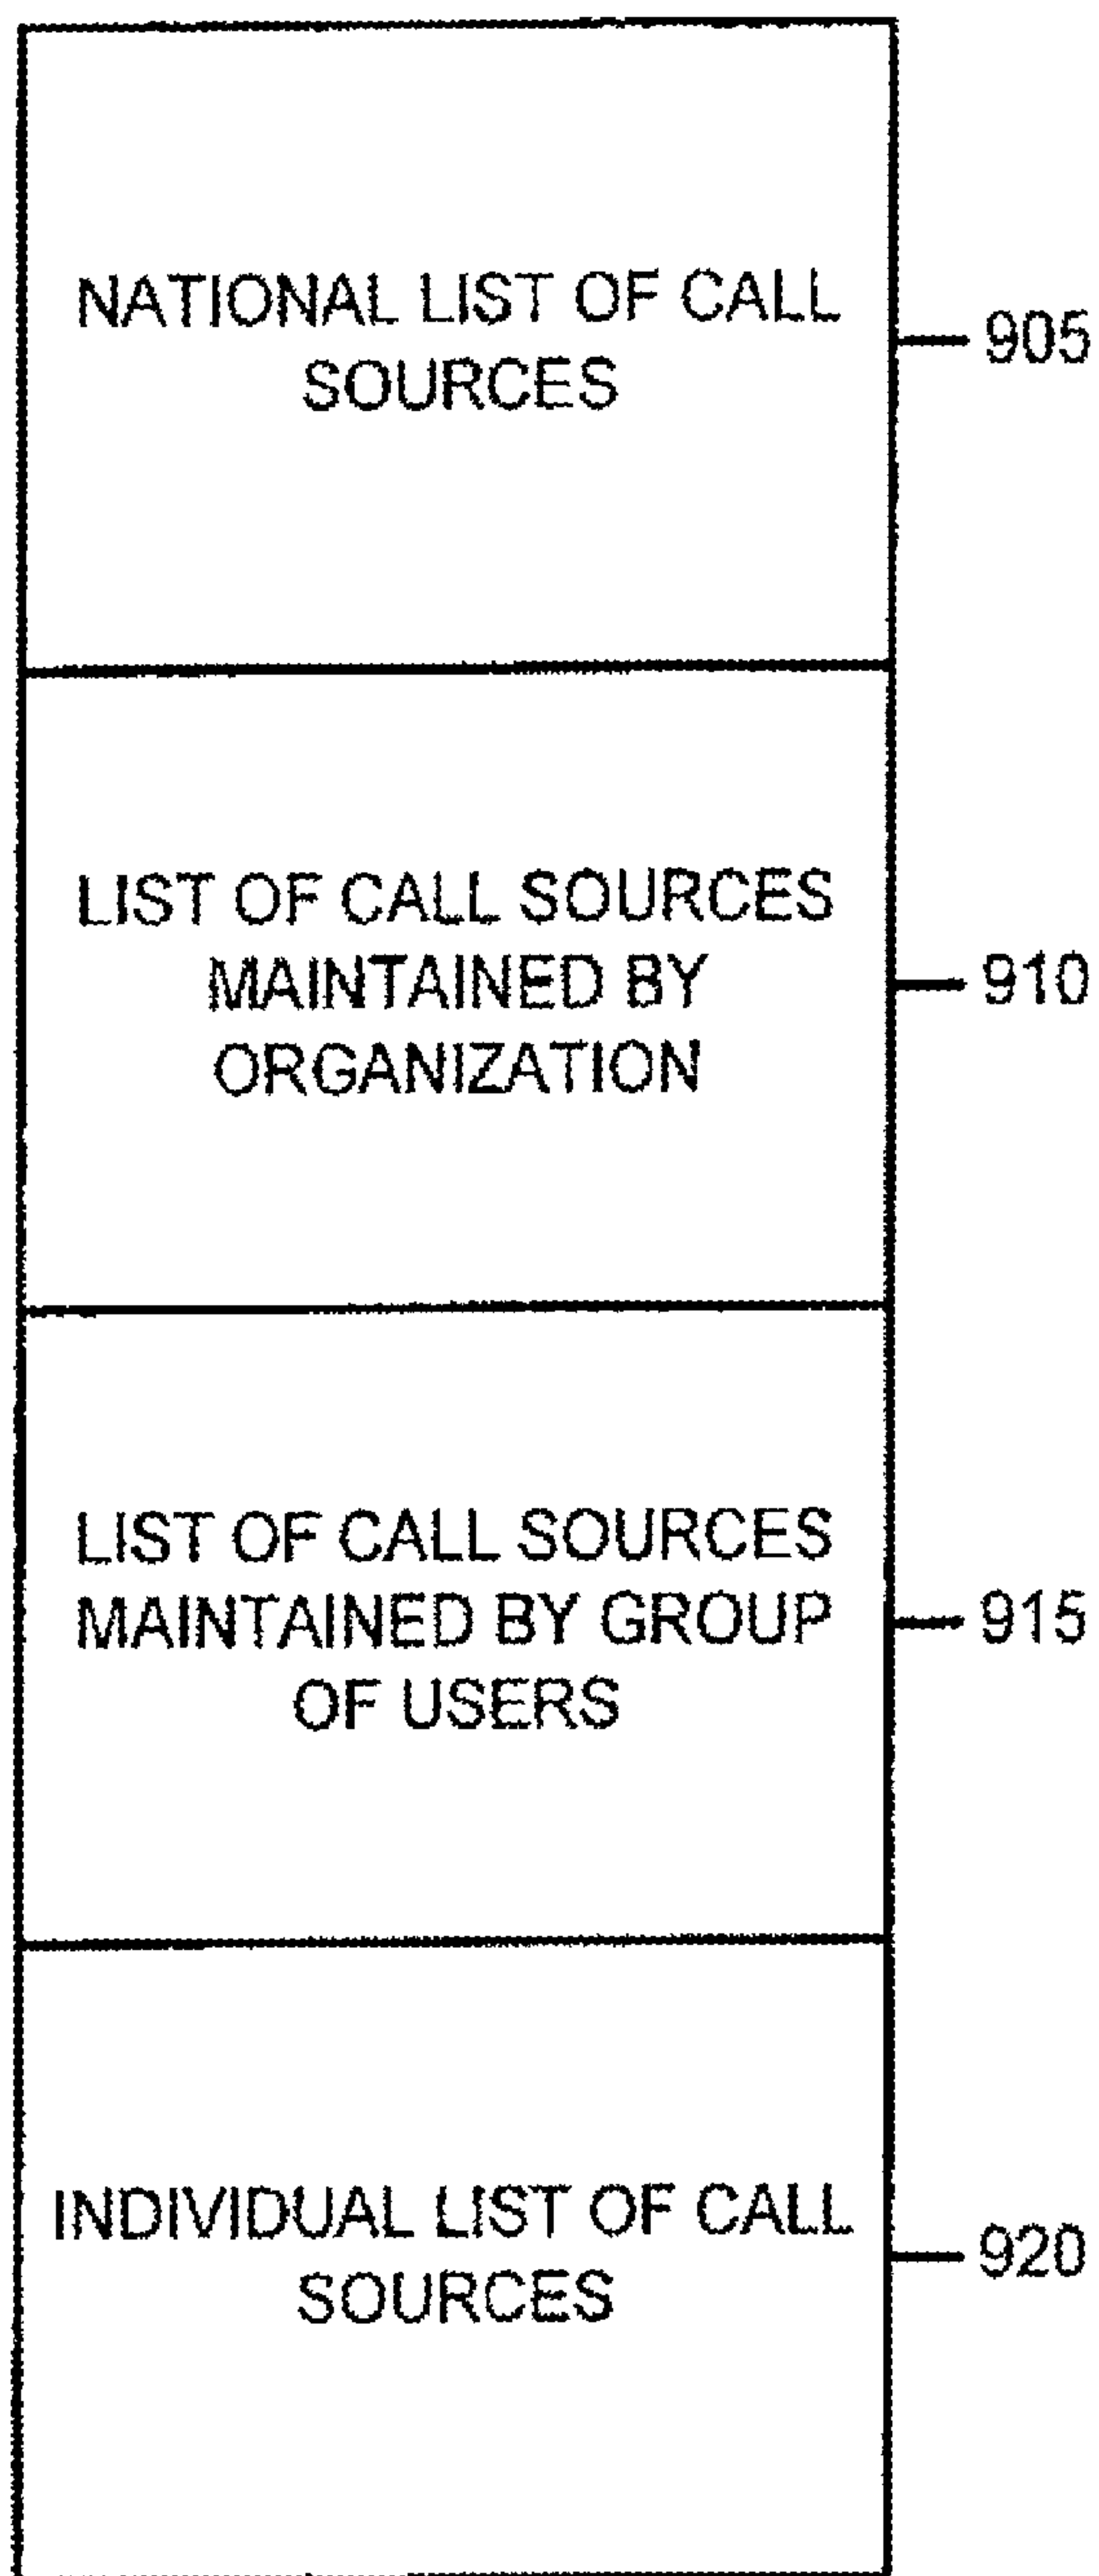 NATIONAL LIST OF CALL
SOURCES
905
LIST OF CALL SOURCES
MAINTAINED BY
ORGANIZATION
910
LIST OF CALL SOURCES
MAINTAINED BY GROUP
OF USERS
915
INDIVIDUAL LIST OF CALL
SOURCES
920